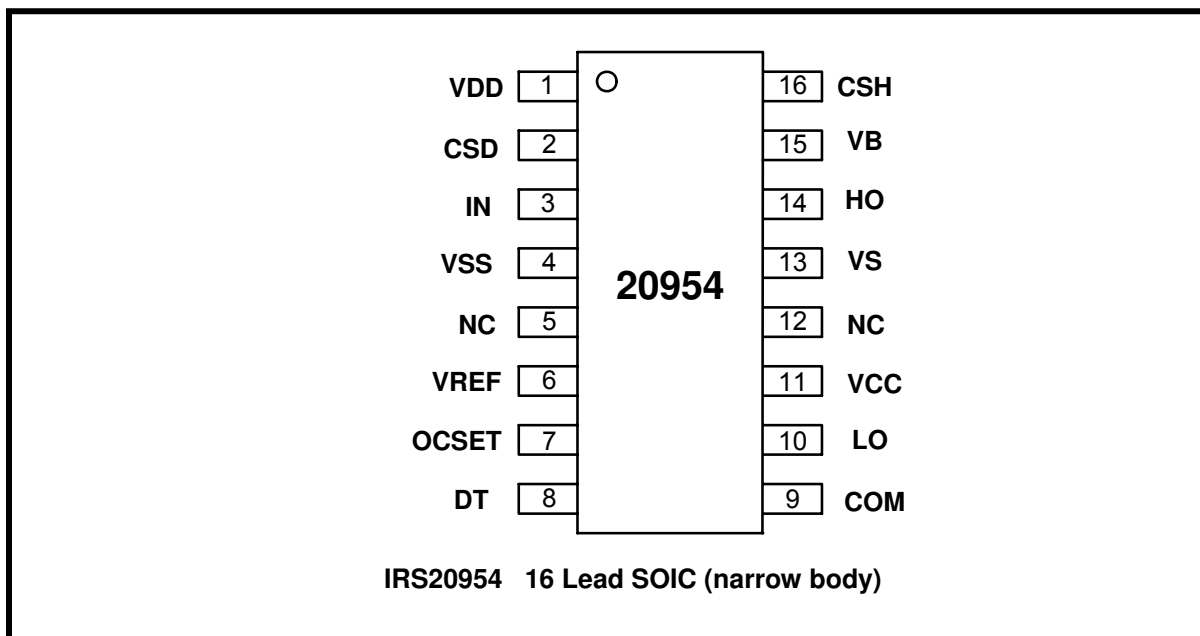 VDD 1 16 CSH
CSD 2 15 VB
IN 3 14 HO
VSS 4 13 VS
20954
NC 5 12 NC
VREF 6 11 VCC
OCSET 7 10 LO
DT 8 9 COM
IRS20954 16 Lead SOIC (narrow body)